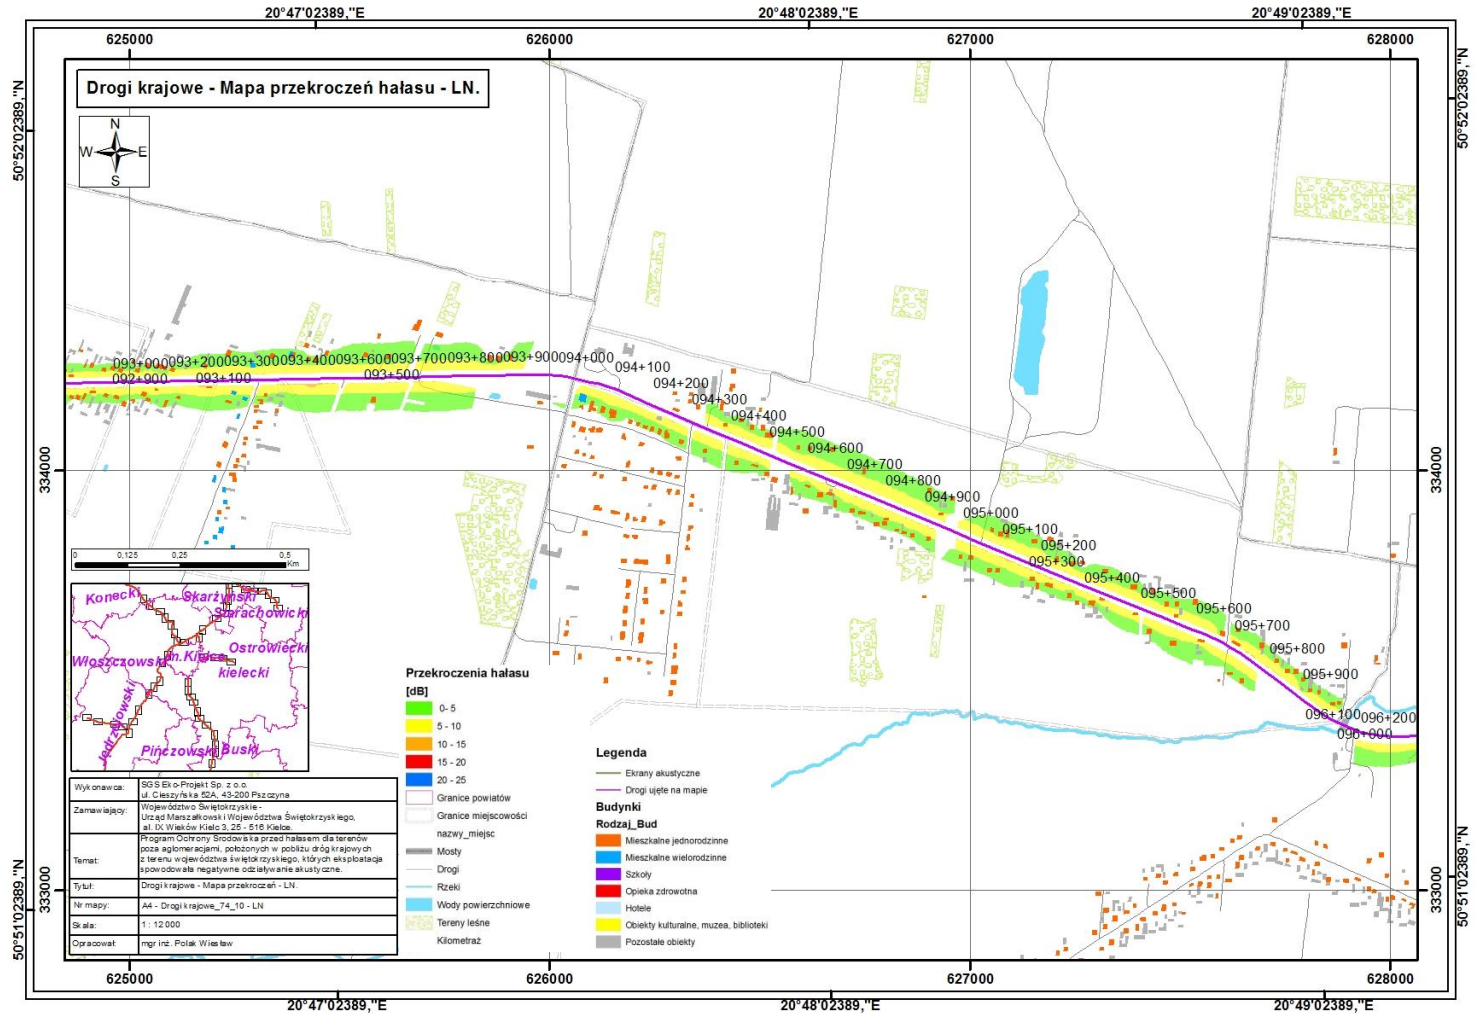 20°47'02389,"E 20°48'02389,"E 20°49'02389,"E
625000 626000 627000 628000
50°52'02389,"N
50°52'02389,"N
Drogi krajowe - Mapa przekroczeń hałasu - LN.
N
W E
S
093+000 093+200 093+300 093+400 093+600 093+700 093+800 093+900 094+000
092+900 093+100 093+500
094+100
094+200
094+300
094+400
094+500
094+600
094+700
094+800
094+900
095+000
095+100
095+200
095+300
095+400
095+500
095+600
095+700
095+800
095+900
096+100 096+200
096+000
334000
334000
0 0,125 0,25 0,5
Km
Konecki
Skarżyski
Starachowicki
Ostrowiecki
Włoszczowski
m.Kielce
kielecki
Jędrzejowski
Pińczowski
Buski
Wykonawca: SGS Eko-Projekt Sp. z o.o.
ul. Cieszyńska 52A, 43-200 Pszczyna
Zamawiający: Województwo Świętokrzyskie -
Urząd Marszałkowski Województwa Świętokrzyskiego,
al. IX Wieków Kielc 3, 25 - 516 Kielce.
Temat: Program Ochrony Środowiska przed hałasem dla terenów
poza aglomeracjami, położonych w pobliżu dróg krajowych
z terenu województwa świętokrzyskiego, których eksploatacja
spowodowała negatywne odziaływanie akustyczne.
Tytuł: Drogi krajowe - Mapa przekroczeń - LN.
Nr mapy: A4 - Drogi krajowe_74_10 - LN
Skala: 1 : 12 000
Opracował: mgr inż. Polak Wiesław
Przekroczenia hałasu
[dB]
0- 5
5 - 10
10 - 15
15 - 20
20 - 25
Granice powiatów
Granice miejscowości
nazwy_miejsc
Mosty
Drogi
Rzeki
Wody powierzchniowe
Tereny leśne
Kilometraż
Legenda
Ekrany akustyczne
Drogi ujęte na mapie
Budynki
Rodzaj_Bud
Mieszkalne jednorodzinne
Mieszkalne wielorodzinne
Szkoły
Opieka zdrowotna
Hotele
Obiekty kulturalne, muzea, biblioteki
Pozostałe obiekty
333000
333000
50°51'02389,"N
50°51'02389,"N
625000 626000 627000 628000
20°47'02389,"E 20°48'02389,"E 20°49'02389,"E